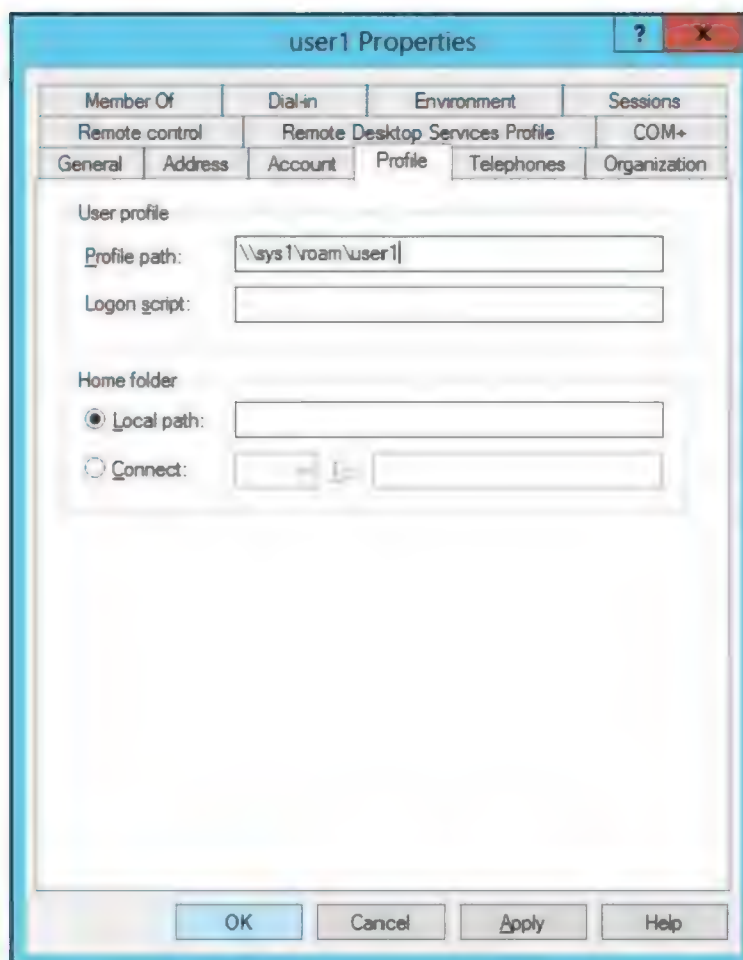 user1 Properties
? x
Member Of Dial-in Environment Sessions
Remote control Remote Desktop Services Profile COM+
General Address Account Profile Telephones Organization
User profile
Profile path: \\sys1\roam\user1
Logon script:
Home folder
Local path:
Connect:
OK Cancel Apply Help